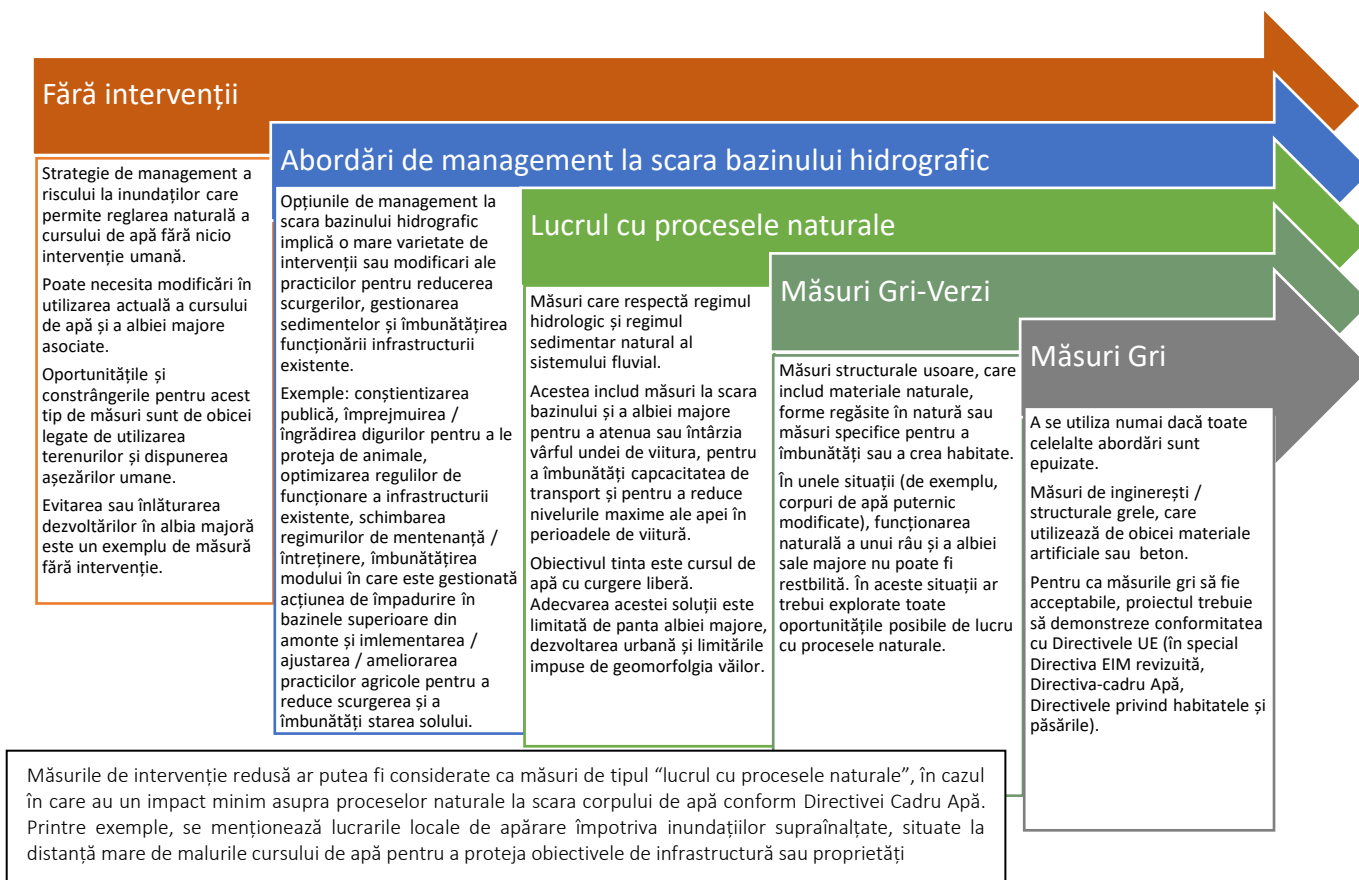 Fără intervenții
Strategie de management a
riscului la inundaților care
permite reglarea naturală a
cursului de apă fără nicio
intervenție umană.
Poate necesita modificări în
utilizarea actuală a cursului
de apă și a albiei majore
asociate.
Oportunitățile și
constrângerile pentru acest
tip de măsuri sunt de obicei
legate de utilizarea
terenurilor și dispunerea
așezărilor umane.
Evitarea sau înlăturarea
dezvoltărilor în albia majoră
este un exemplu de măsură
fără intervenție.
Abordări de management la scara bazinului hidrografic
Opțiunile de management la
scara bazinului hidrografic
implică o mare varietate de
intervenții sau modificari ale
practicilor pentru reducerea
scurgerilor, gestionarea
sedimentelor și îmbunătățirea
funcționării infrastructurii
existente.
Exemple: conștientizarea
publică, împrejmuirea /
îngrădirea digurilor pentru a le
proteja de animale,
optimizarea regulilor de
funcționare a infrastructurii
existente, schimbarea
regimurilor de mentenanță /
întreținere, îmbunătățirea
modului în care este gestionată
acțiunea de împadurire în
bazinele superioare din
amonte și imlementarea /
ajustarea / ameliorarea
practicilor agricole pentru a
reduce scurgerea și a
îmbunătăți starea solului.
Lucrul cu procesele naturale
Măsuri care respectă regimul
hidrologic și regimul
sedimentar natural al
sistemului fluvial.
Acestea includ măsuri la scara
bazinului și a albiei majore
pentru a atenua sau întârzia
vârful undei de viitura, pentru
a îmbunătăți capcacitatea de
transport și pentru a reduce
nivelurile maxime ale apei în
perioadele de viitură.
Obiectivul tinta este cursul de
apă cu curgere liberă.
Adecvarea acestei soluții este
limitată de panta albiei majore,
dezvoltarea urbană și limitările
impuse de geomorfolgia văilor.
Măsuri Gri-Verzi
Măsuri structurale usoare, care
includ materiale naturale,
forme regăsite în natură sau
măsuri specifice pentru a
îmbunătăți sau a crea habitate.
În unele situații (de exemplu,
corpuri de apă puternic
modificate), funcționarea
naturală a unui râu și a albiei
sale majore nu poate fi
restbilită. În aceste situații ar
trebui explorate toate
oportunitățile posibile de lucru
cu procesele naturale.
Măsuri Gri
A se utiliza numai dacă toate
celelalte abordări sunt
epuizate.
Măsuri de inginerești /
structurale grele, care
utilizează de obicei materiale
artificiale sau beton.
Pentru ca măsurile gri să fie
acceptabile, proiectul trebuie
să demonstreze conformitatea
cu Directivele UE (în special
Directiva EIM revizuită,
Directiva-cadru Apă,
Directivele privind habitatele și
păsările).
Măsurile de intervenție redusă ar putea fi considerate ca măsuri de tipul “lucrul cu procesele naturale”, în cazul
în care au un impact minim asupra proceselor naturale la scara corpului de apă conform Directivei Cadru Apă.
Printre exemple, se menționează lucrarile locale de apărare împotriva inundațiilor supraînalțate, situate la
distanță mare de malurile cursului de apă pentru a proteja obiectivele de infrastructură sau proprietăți